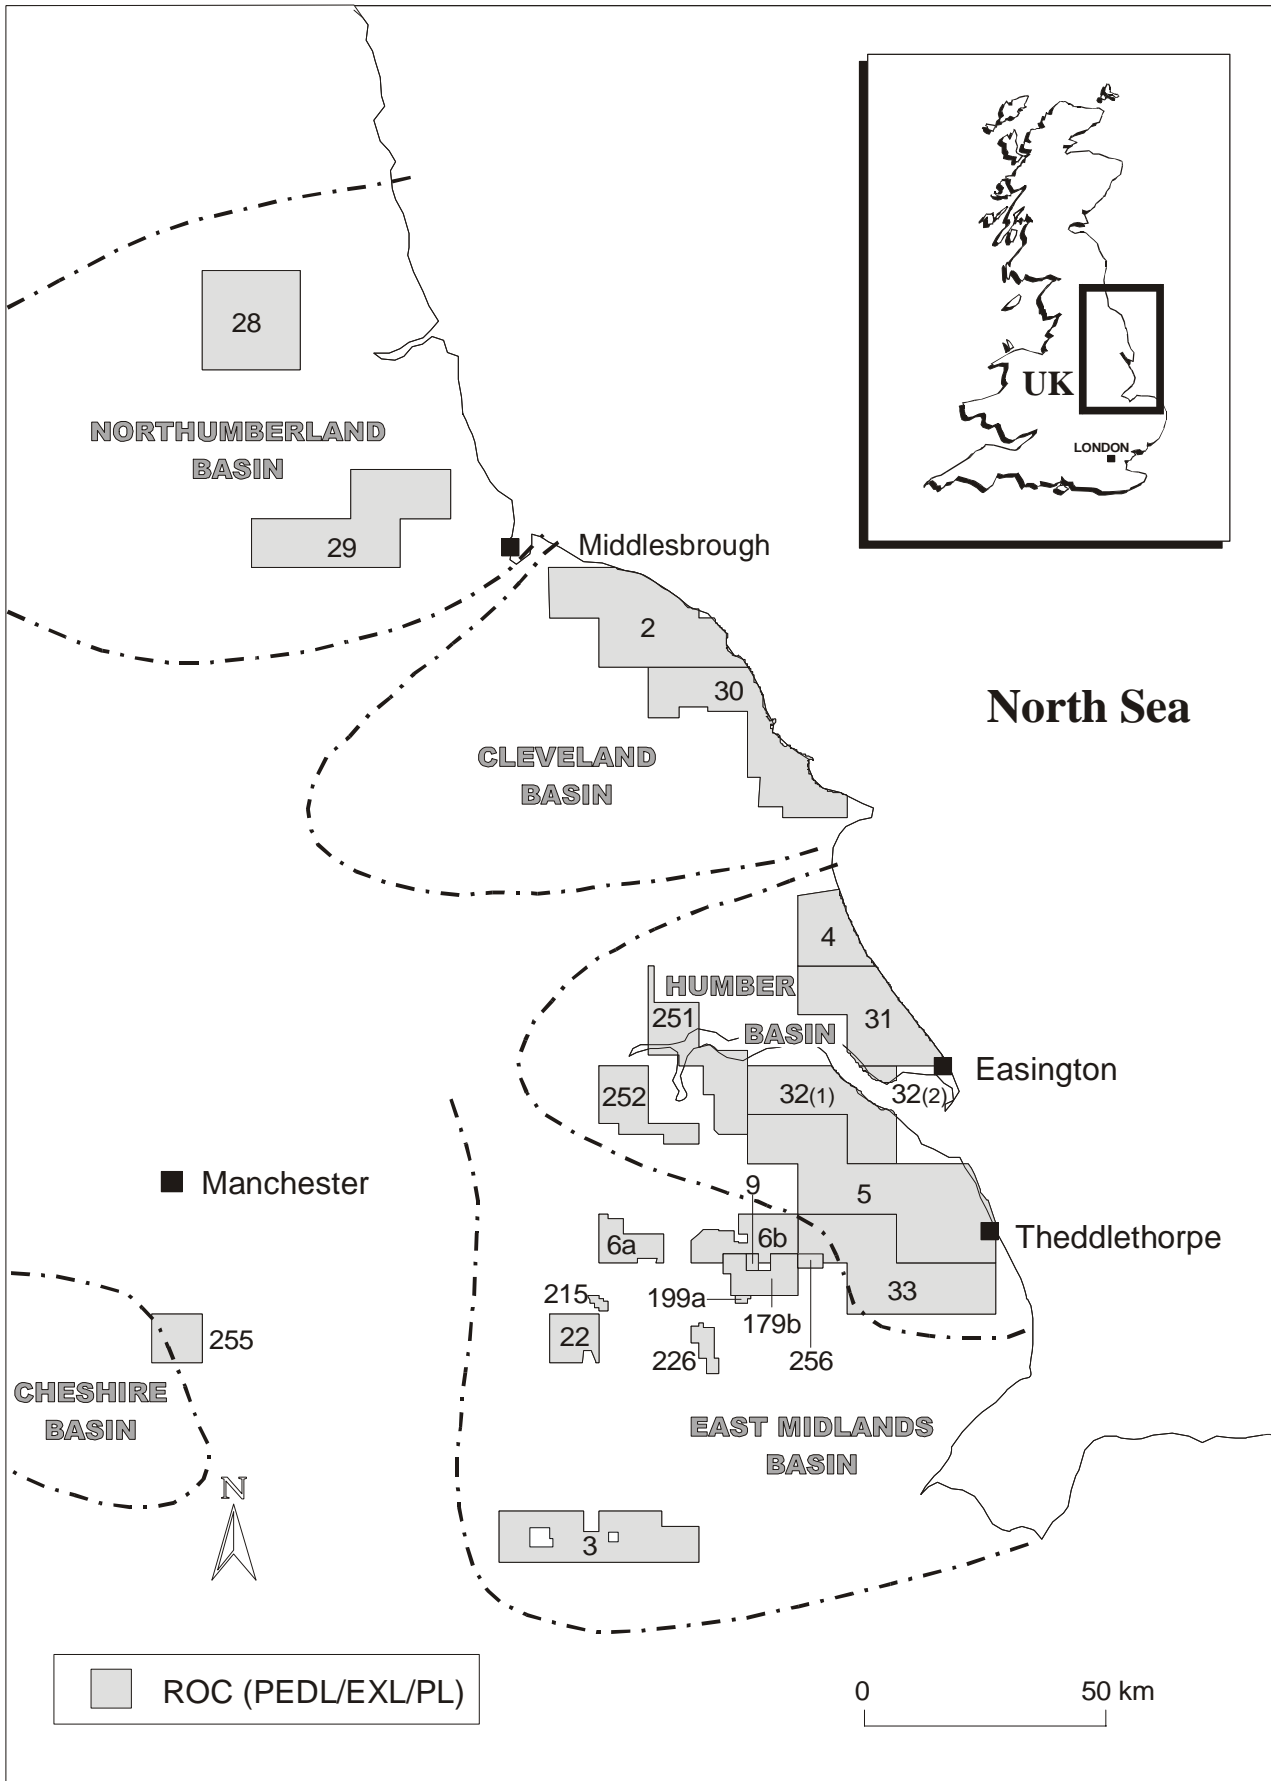 28
NORTHUMBERLAND
BASIN
29
Middlesbrough
UK
LONDON
2
30
North Sea
CLEVELAND
BASIN
4
HUMBER
BASIN
251
31
Easington
252
32(1)
32(2)
Manchester
9
5
6a
6b
Theddlethorpe
215
199a
33
179b
22
226
256
255
CHESHIRE
BASIN
EAST MIDLANDS
BASIN
N
3
ROC (PEDL/EXL/PL)
0
50 km